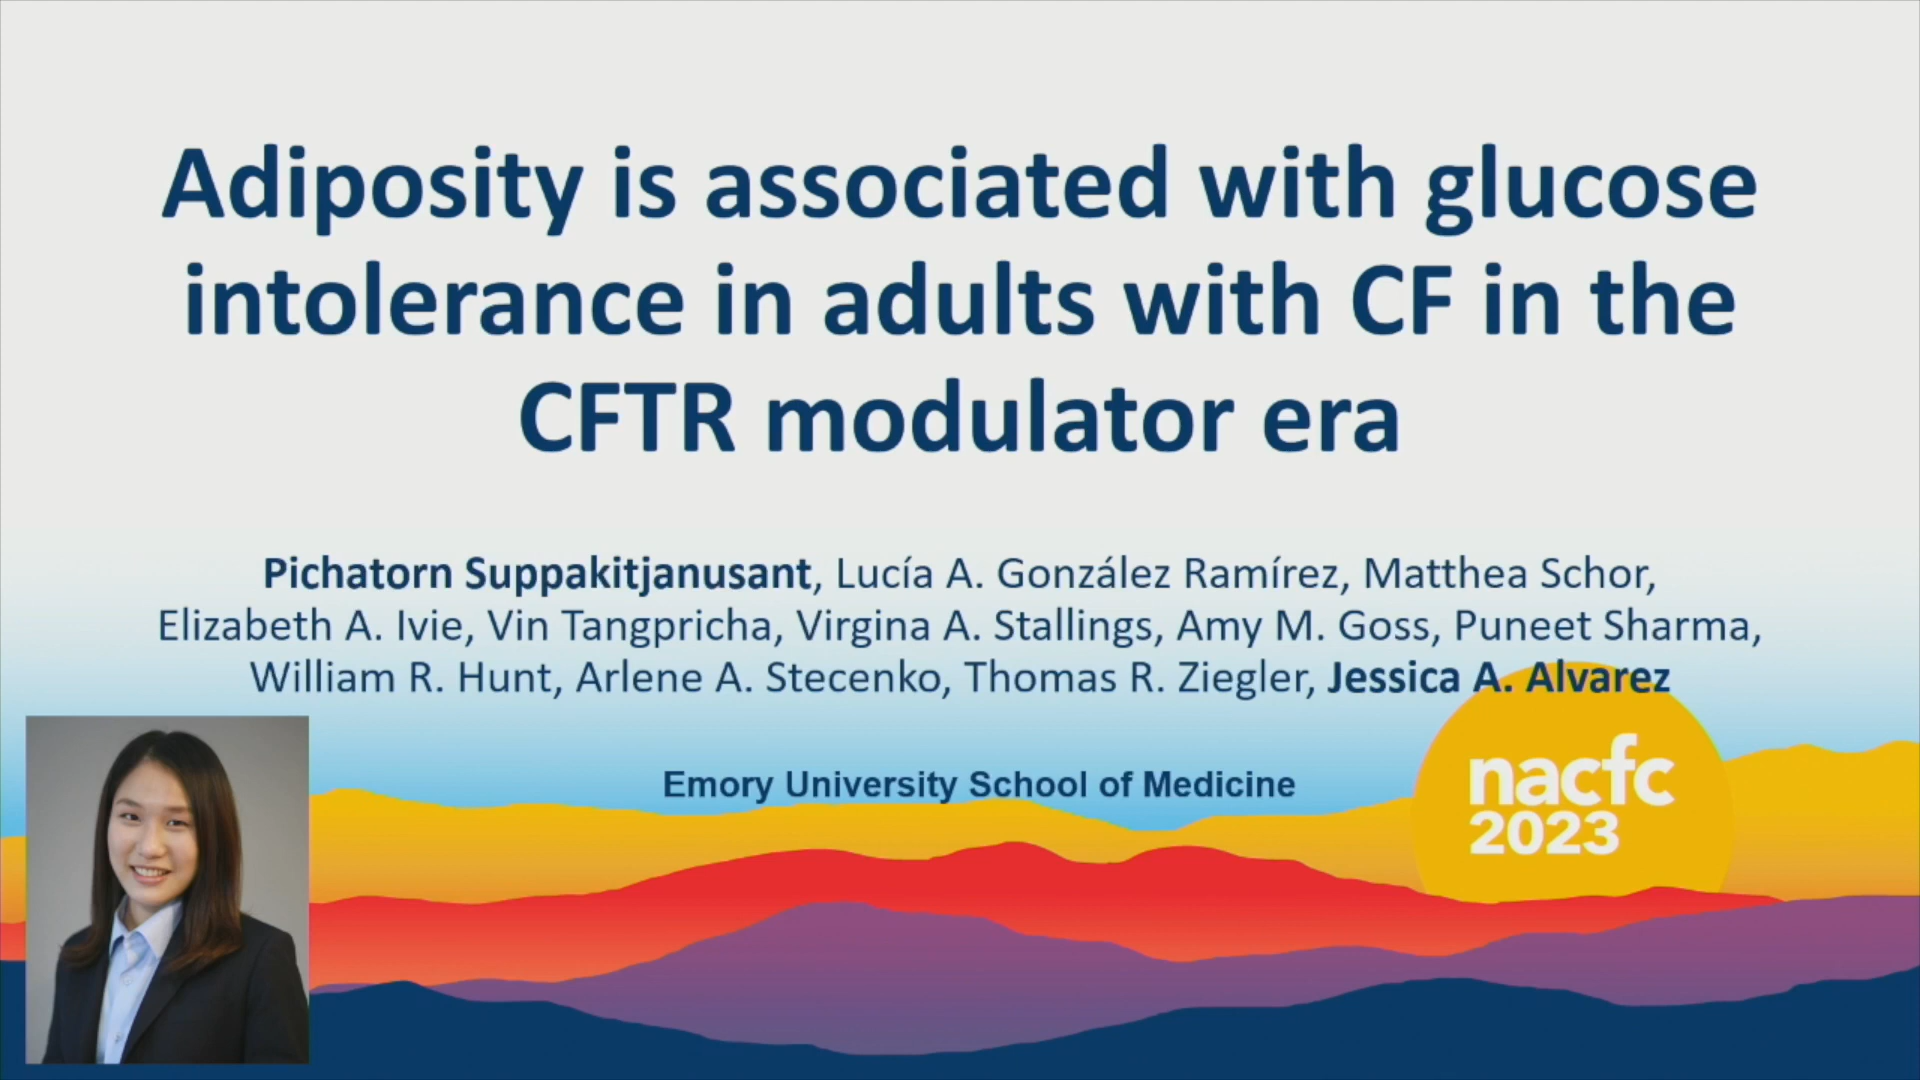 Adiposity is associated with glucose
intolerance in adults with CF in the
CFTR modulator era
Pichatorn Suppakitjanusant, Lucía A. González Ramírez, Matthea Schor,
Elizabeth A. Ivie, Vin Tangpricha, Virgina A. Stallings, Amy M. Goss, Puneet Sharma,
William R. Hunt, Arlene A. Stecenko, Thomas R. Ziegler, Jessica A. Alvarez
Emory University School of Medicine
nacfc
2023